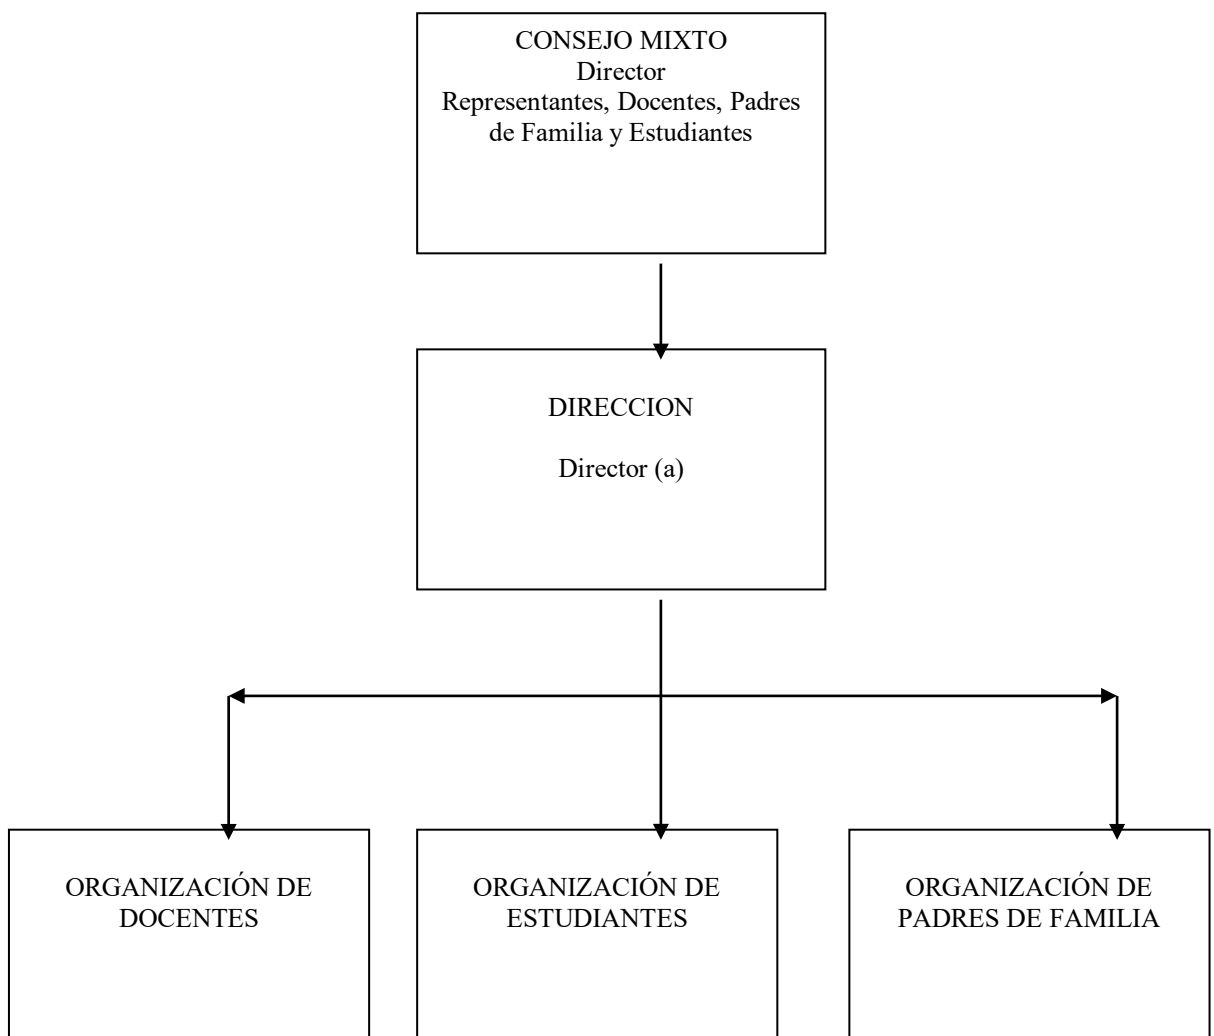 CONSEJO MIXTO
Director
Representantes, Docentes, Padres
de Familia y Estudiantes
DIRECCION
Director (a)
ORGANIZACIÓN DE
DOCENTES
ORGANIZACIÓN DE
ESTUDIANTES
ORGANIZACIÓN DE
PADRES DE FAMILIA